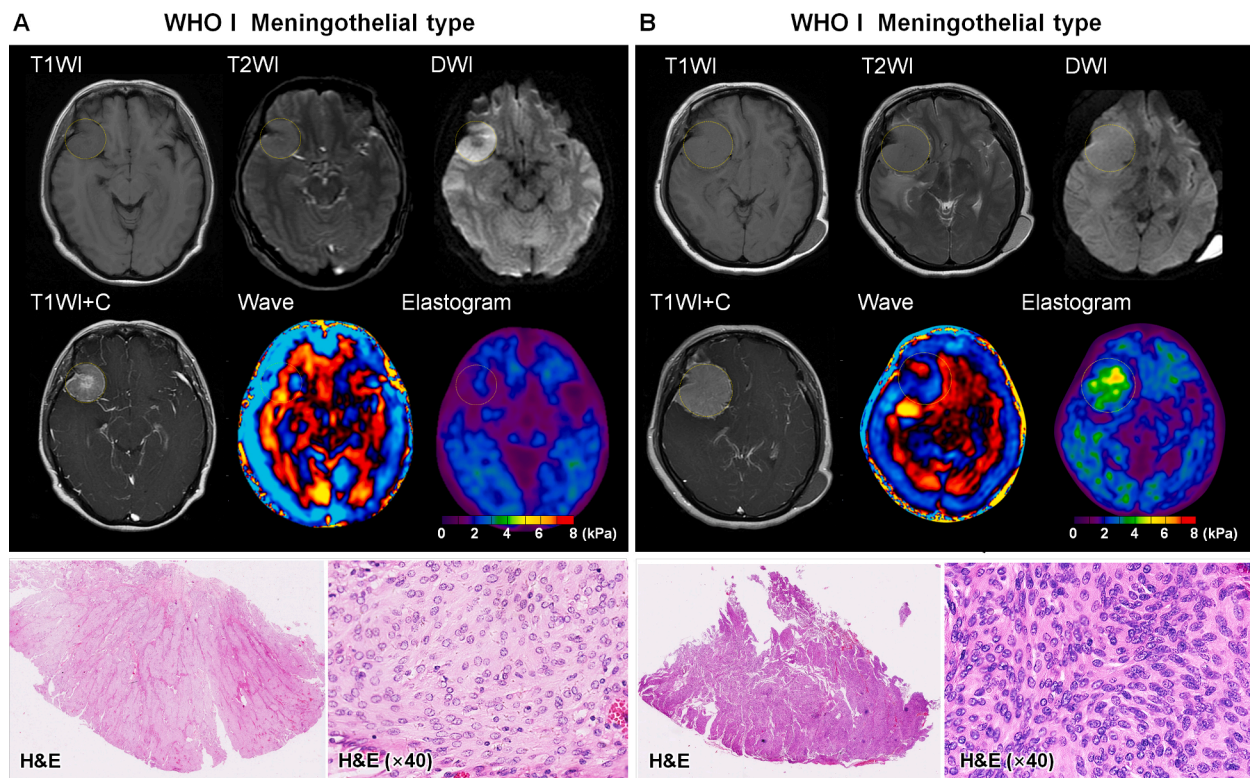 A WHO I Meningothelial type
T1WI T2WI DWI
T1WI+C Wave Elastogram
0 2 4 6 8 (kPa)
H&E H&E (×40)
B WHO I Meningothelial type
T1WI T2WI DWI
T1WI+C Wave Elastogram
0 2 4 6 8 (kPa)
H&E H&E (×40)